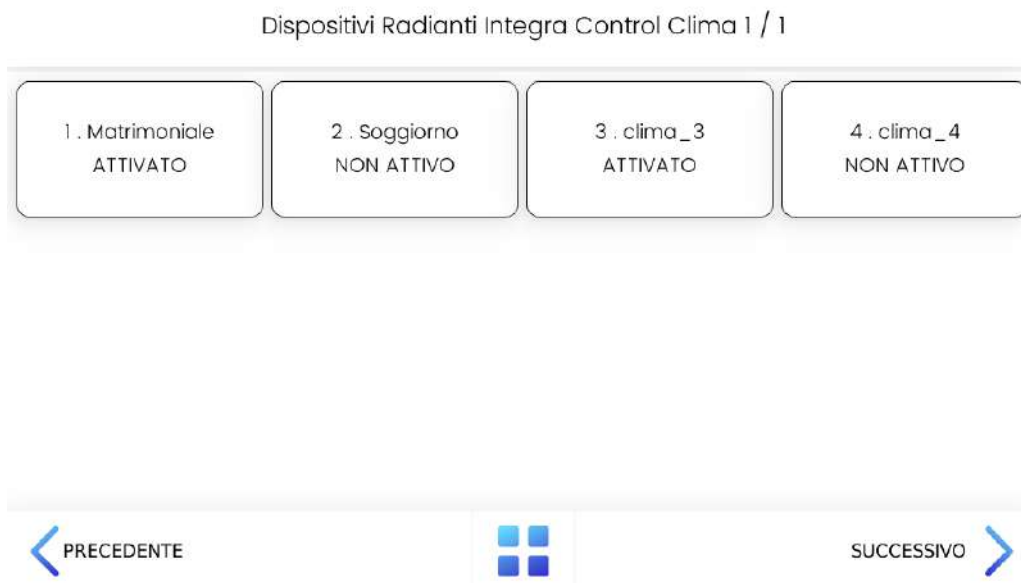 Dispositivi Radianti Integra Control Clima 1 / 1
1 . Matrimoniale
ATTIVATO
2 . Soggiorno
NON ATTIVO
3 . clima_3
ATTIVATO
4 . clima_4
NON ATTIVO
PRECEDENTE
SUCCESSIVO